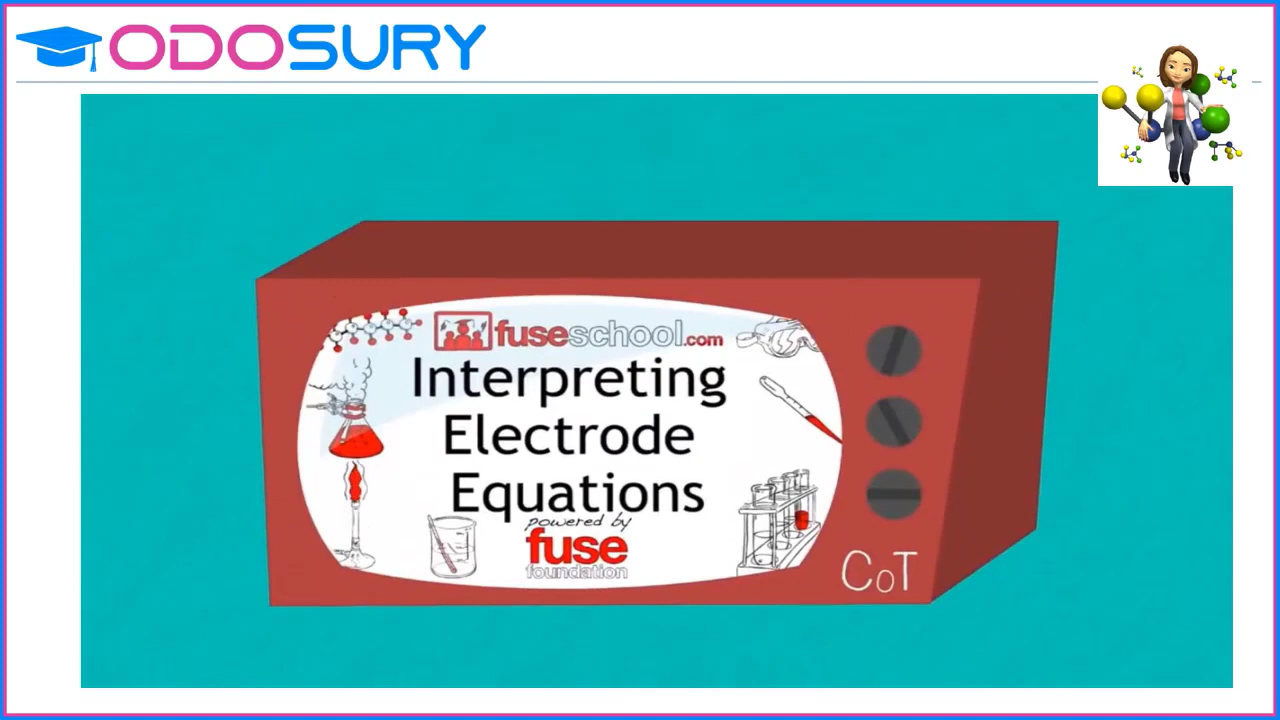 ODOSURY
fuseschool.com
Interpreting
Electrode
Equations
powered by
fuse
foundation
CoT